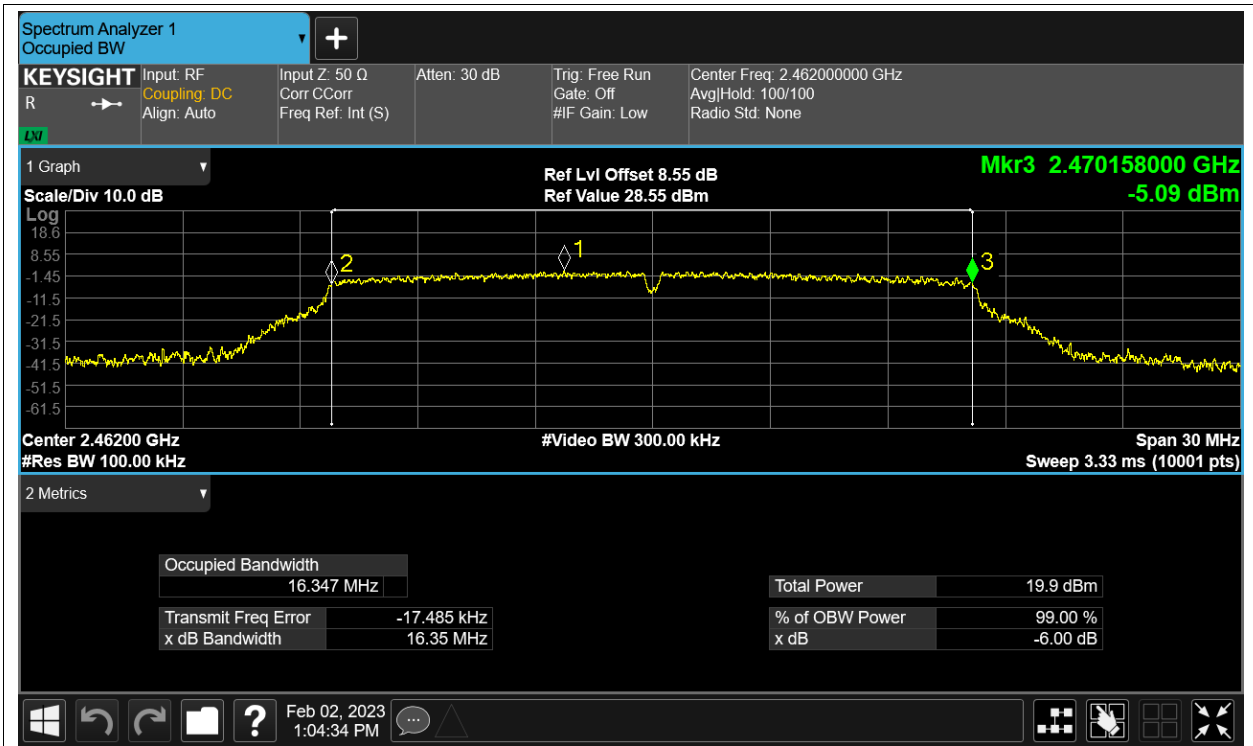 Spectrum Analyzer 1
Occupied BW
KEYSIGHT
R
LXI
Input: RF
Coupling: DC
Align: Auto
Input Z: 50 Ω
Corr CCorr
Freq Ref: Int (S)
Atten: 30 dB
Trig: Free Run
Gate: Off
#IF Gain: Low
Center Freq: 2.462000000 GHz
Avg|Hold: 100/100
Radio Std: None
1 Graph
Scale/Div 10.0 dB
Ref Lvl Offset 8.55 dB
Ref Value 28.55 dBm
Mkr3 2.470158000 GHz
-5.09 dBm
Log
18.6
8.55
-1.45
-11.5
-21.5
-31.5
-41.5
-51.5
-61.5
2
1
3
Center 2.46200 GHz
#Video BW 300.00 kHz
Span 30 MHz
#Res BW 100.00 kHz
Sweep 3.33 ms (10001 pts)
2 Metrics
Occupied Bandwidth
16.347 MHz
Transmit Freq Error -17.485 kHz
x dB Bandwidth 16.35 MHz
Total Power 19.9 dBm
% of OBW Power 99.00 %
x dB -6.00 dB
?
Feb 02, 2023
1:04:34 PM